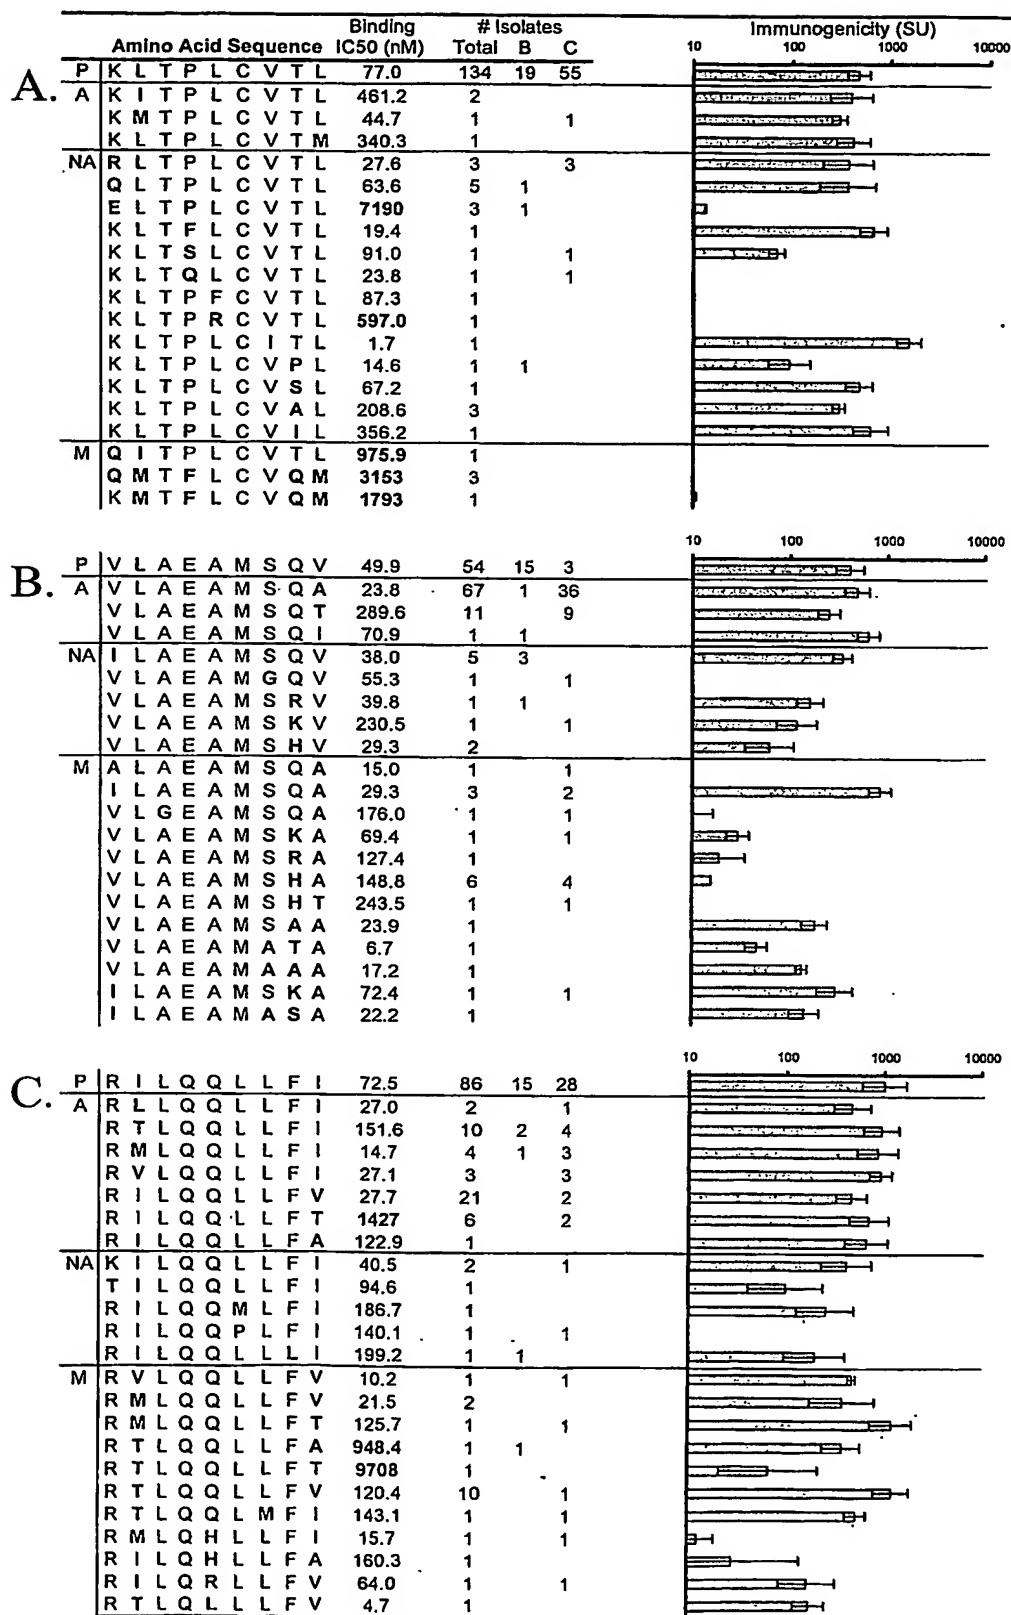 Binding # Isolates Immunogenicity (SU)
Amino Acid Sequence IC50 (nM) Total B C 10 100 1000 10000
A.
P K L T P L C V T L 77.0 134 19 55
A K I T P L C V T L 461.2 2
K M T P L C V T L 44.7 1 1
K L T P L C V T M 340.3 1
NA R L T P L C V T L 27.6 3 3
Q L T P L C V T L 63.6 5 1
E L T P L C V T L 7190 3 1
K L T F L C V T L 19.4 1
K L T S L C V T L 91.0 1 1
K L T Q L C V T L 23.8 1 1
K L T P F C V T L 87.3 1
K L T P R C V T L 597.0 1
K L T P L C I T L 1.7 1
K L T P L C V P L 14.6 1 1
K L T P L C V S L 67.2 1
K L T P L C V A L 208.6 3
K L T P L C V I L 356.2 1
M Q I T P L C V T L 975.9 1
Q M T F L C V Q M 3153 3
K M T F L C V Q M 1793 1
10 100 1000 10000
B.
P V L A E A M S Q V 49.9 54 15 3
A V L A E A M S Q A 23.8 67 1 36
V L A E A M S Q T 289.6 11 9
V L A E A M S Q I 70.9 1 1
NA I L A E A M S Q V 38.0 5 3
V L A E A M G Q V 55.3 1 1
V L A E A M S R V 39.8 1 1
V L A E A M S K V 230.5 1 1
V L A E A M S H V 29.3 2
M A L A E A M S Q A 15.0 1 1
I L A E A M S Q A 29.3 3 2
V L G E A M S Q A 176.0 1 1
V L A E A M S K A 69.4 1 1
V L A E A M S R A 127.4 1
V L A E A M S H A 148.8 6 4
V L A E A M S H T 243.5 1 1
V L A E A M S A A 23.9 1
V L A E A M A T A 6.7 1
V L A E A M A A A 17.2 1
I L A E A M S K A 72.4 1 1
I L A E A M A S A 22.2 1
10 100 1000 10000
C.
P R I L Q Q L L F I 72.5 86 15 28
A R L L Q Q L L F I 27.0 2 1
R T L Q Q L L F I 151.6 10 2 4
R M L Q Q L L F I 14.7 4 1 3
R V L Q Q L L F I 27.1 3 3
R I L Q Q L L F V 27.7 21 2
R I L Q Q L L F T 1427 6 2
R I L Q Q L L F A 122.9 1
NA K I L Q Q L L F I 40.5 2 1
T I L Q Q L L F I 94.6 1
R I L Q Q M L F I 186.7 1
R I L Q Q P L F I 140.1 1 1
R I L Q Q L L L I 199.2 1 1
M R V L Q Q L L F V 10.2 1 1
R M L Q Q L L F V 21.5 2
R M L Q Q L L F T 125.7 1 1
R T L Q Q L L F A 948.4 1 1
R T L Q Q L L F T 9708 1
R T L Q Q L L F V 120.4 10 1
R T L Q Q L M F I 143.1 1 1
R M L Q H L L F I 15.7 1 1
R I L Q H L L F A 160.3 1
R I L Q R L L F V 64.0 1 1
R T L Q L L L F V 4.7 1